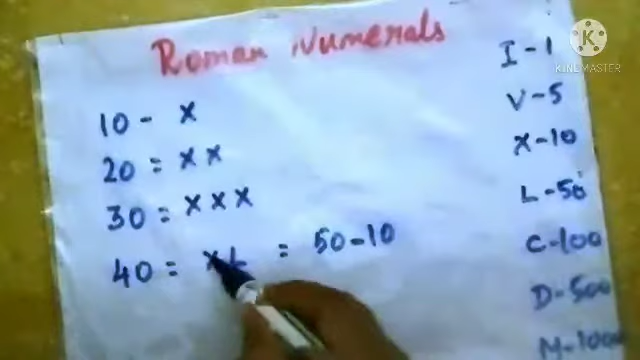 Roman Numerals
10 - X
20 = XX
30 = XXX
40 = XL = 50-10
I - 1
V - 5
X - 10
L - 50
C - 100
D - 500
M - 1000
KINEMASTER